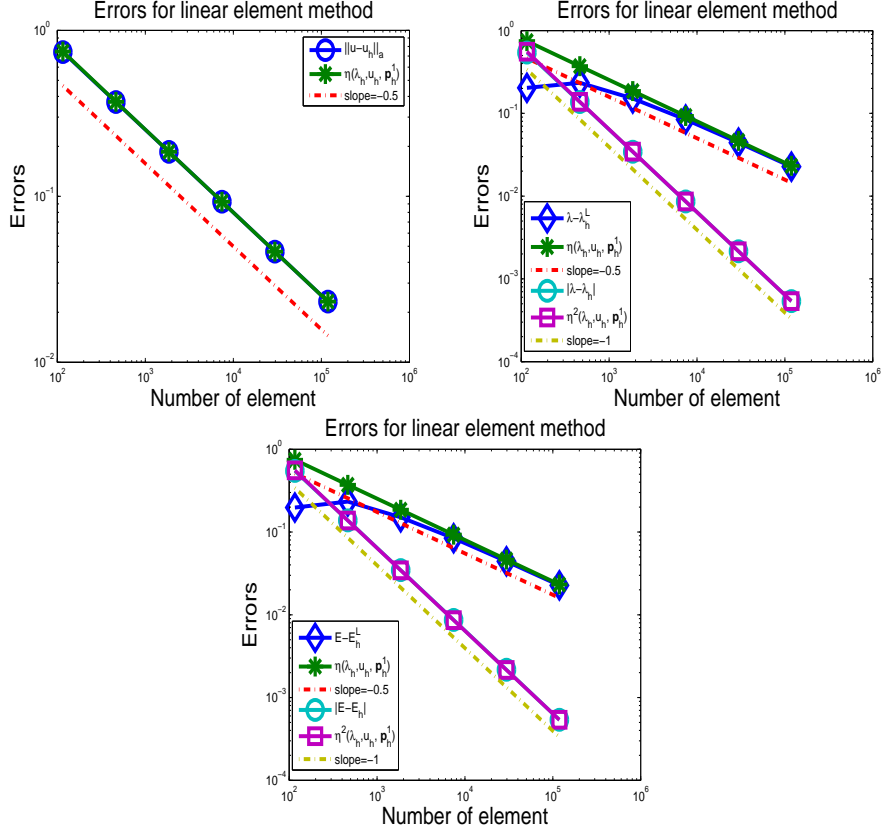 Errors for linear element method
10^0
10^-1
10^-2
Errors
||u−u_h||_a
η(λ_h,u_h, p_h^1)
slope=−0.5
10^2
10^3
10^4
10^5
10^6
Number of element
Errors for linear element method
10^0
10^-1
10^-2
10^-3
10^-4
Errors
λ−λ_h^L
η(λ_h,u_h, p_h^1)
slope=−0.5
|λ−λ_h|
η^2(λ_h,u_h, p_h^1)
slope=−1
10^2
10^3
10^4
10^5
10^6
Number of element
Errors for linear element method
10^0
10^-1
10^-2
10^-3
10^-4
Errors
E−E_h^L
η(λ_h,u_h, p_h^1)
slope=−0.5
|E−E_h|
η^2(λ_h,u_h, p_h^1)
slope=−1
10^2
10^3
10^4
10^5
10^6
Number of element